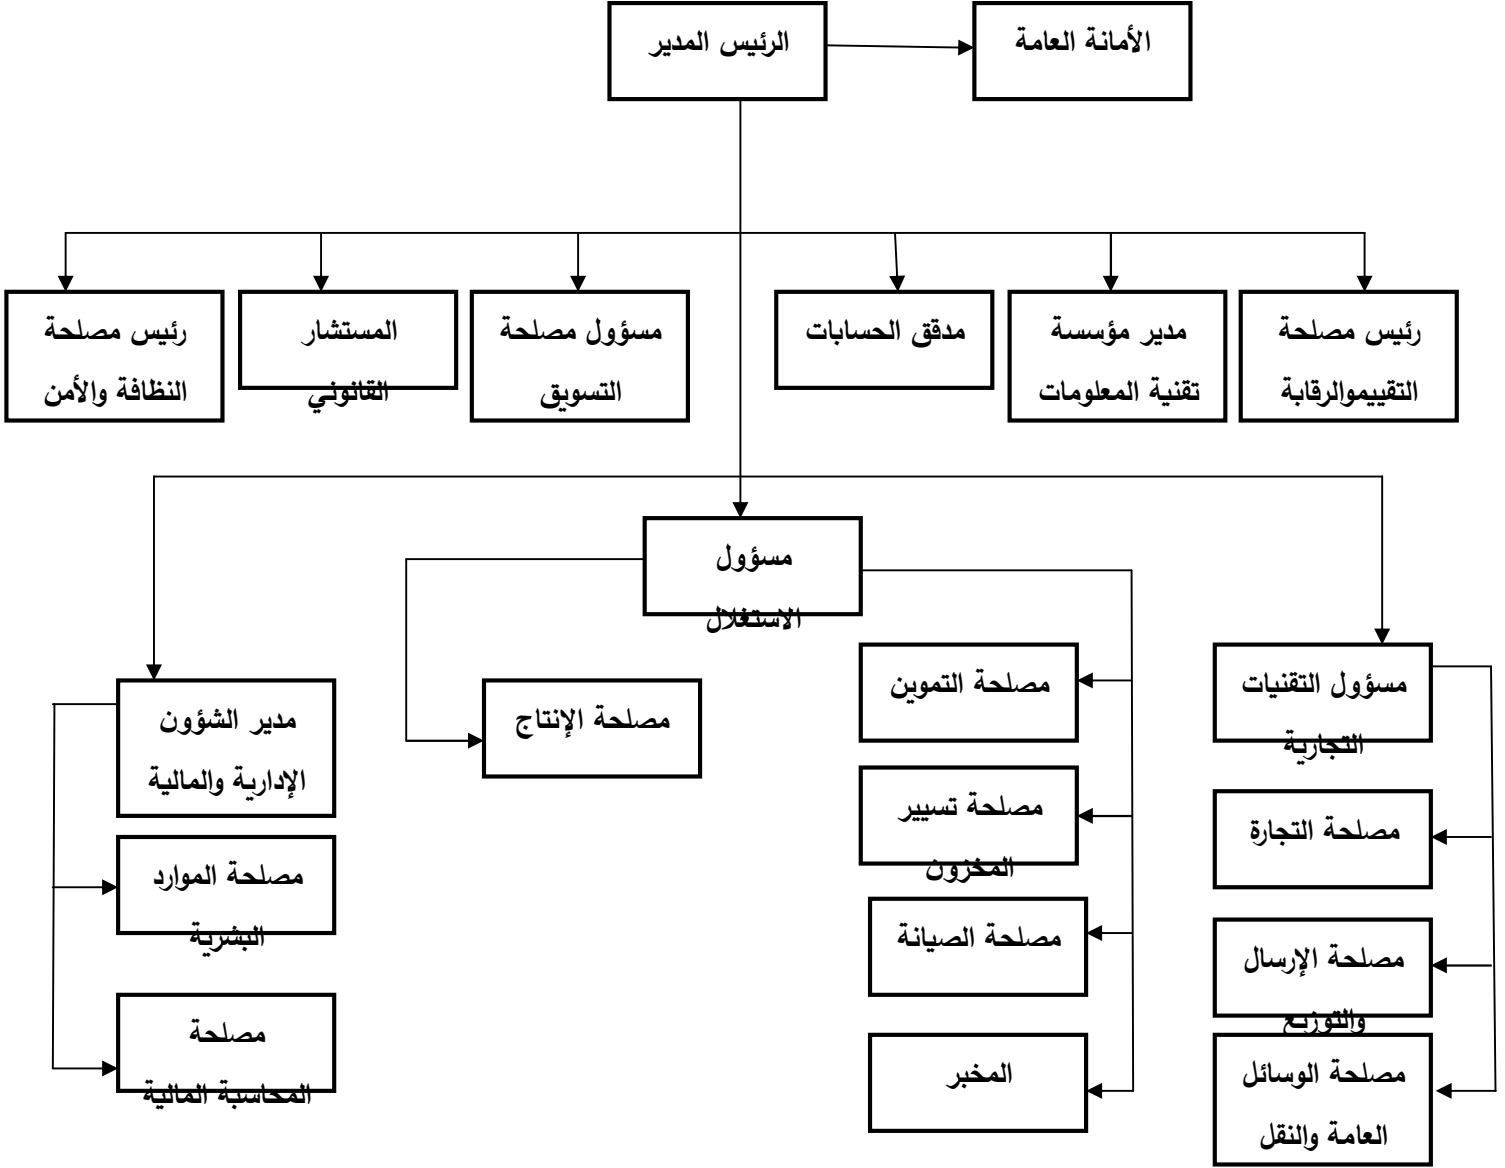 الرئيس المدير
الأمانة العامة
رئيس مصلحة
التقييموالرقابة
مدير مؤسسة
تقنية المعلومات
مدقق الحسابات
مسؤول مصلحة
التسويق
المستشار
القانوني
رئيس مصلحة
النظافة والأمن
مسؤول
الاستغلال
مسؤول التقنيات
التجارية
مصلحة التجارة
مصلحة الإرسال
والتوزيع
مصلحة الوسائل
العامة والنقل
مصلحة التموين
مصلحة تسيير
المخزون
مصلحة الصيانة
المخبر
مصلحة الإنتاج
مدير الشؤون
الإدارية والمالية
مصلحة الموارد
البشرية
مصلحة
المحاسبة المالية